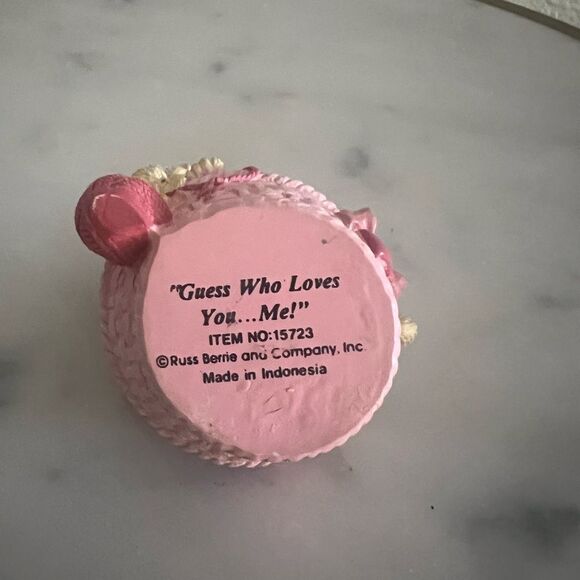 "Guess Who Loves
You...Me!"
ITEM NO:15723
©Russ Berrie and Company, Inc.
Made in Indonesia